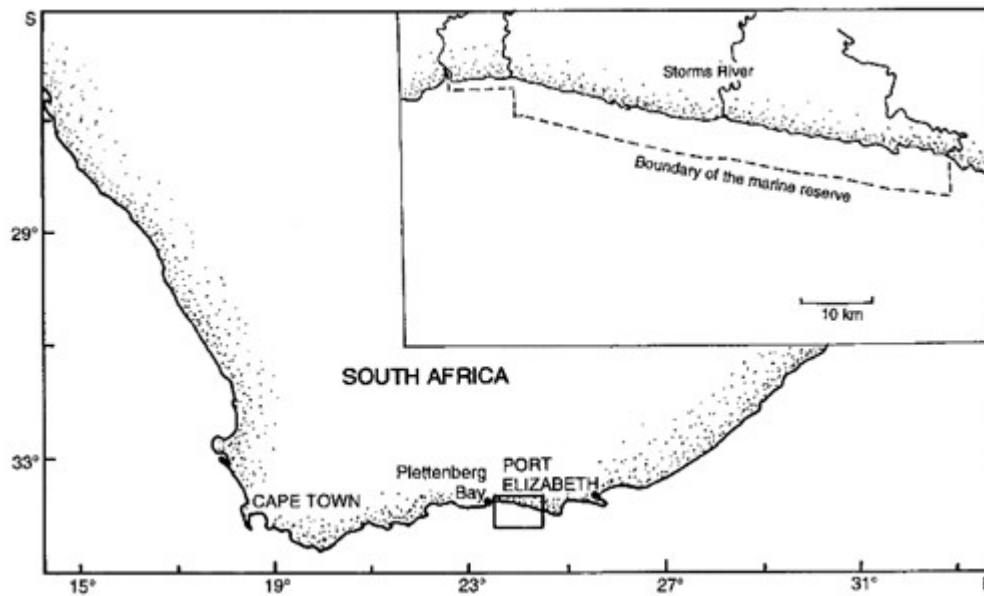 S
Storms River
Boundary of the marine reserve
10 km
29°
SOUTH AFRICA
33°
Plettenberg
Bay
PORT
ELIZABETH
CAPE TOWN
15°
19°
23°
27°
31°